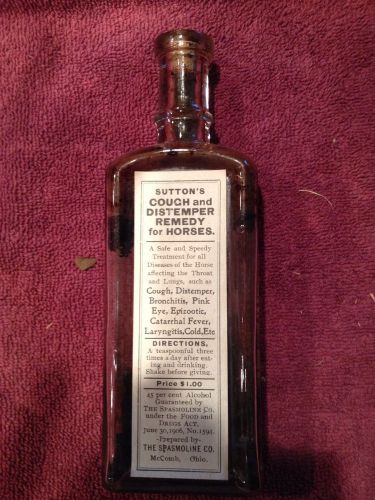 SUTTON'S
COUGH and
DISTEMPER
REMEDY
for HORSES.
A Safe and Speedy
Treatment for all
Diseases of the Horse
affecting the Throat
and Lungs, such as
Cough, Distemper,
Bronchitis, Pink
Eye, Epizootic,
Catarrhal Fever,
Laryngitis,Cold,Etc
DIRECTIONS,
A teaspoonful three
times a day after eat-
ing and drinking.
Shake before giving.
Price $1.00
45 per cent Alcohol
Guaranteed by
THE SPASMOLINE CO.
under the FOOD and
DRUGS ACT,
June 30,1906, No.1591.
-Prepared by-
THE SPASMOLINE CO.
McComb, Ohio.